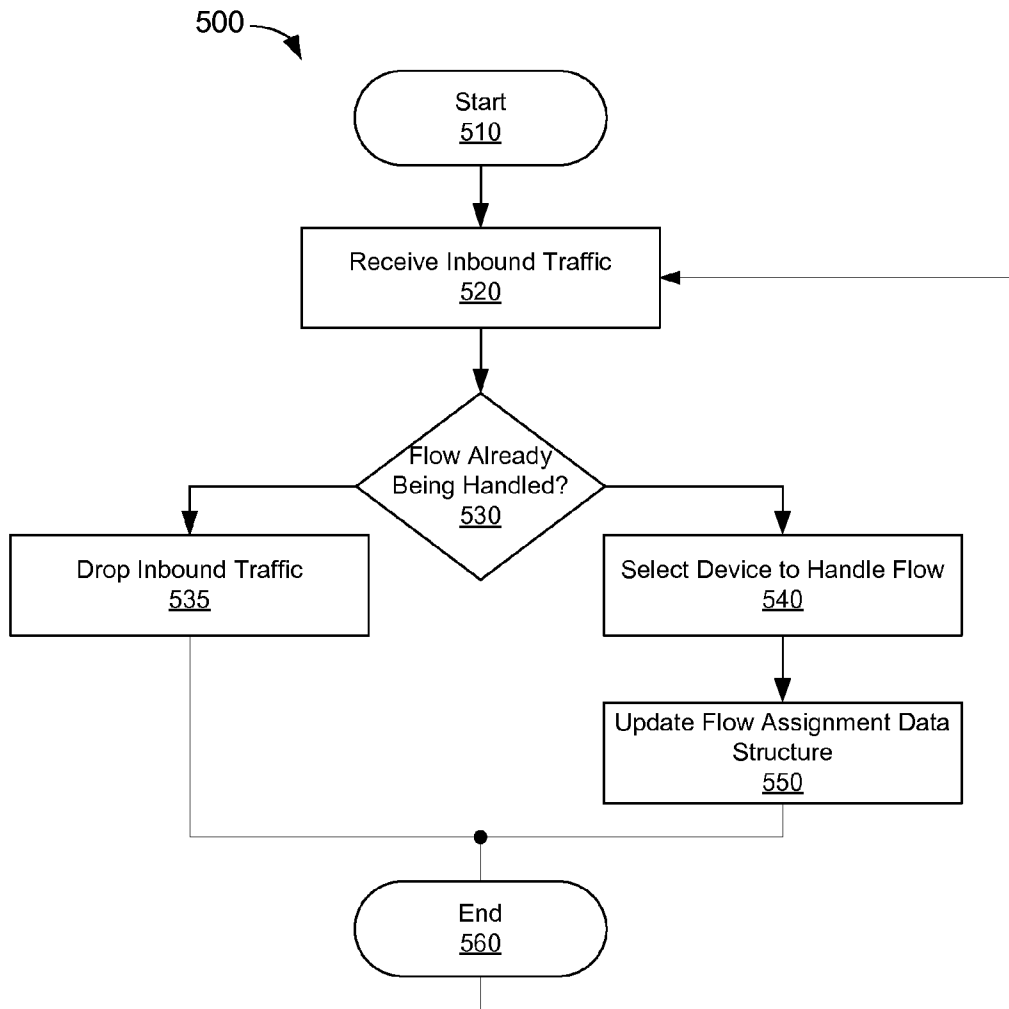 500
Start
510
Receive Inbound Traffic
520
Flow Already
Being Handled?
530
Drop Inbound Traffic
535
Select Device to Handle Flow
540
Update Flow Assignment Data
Structure
550
End
560